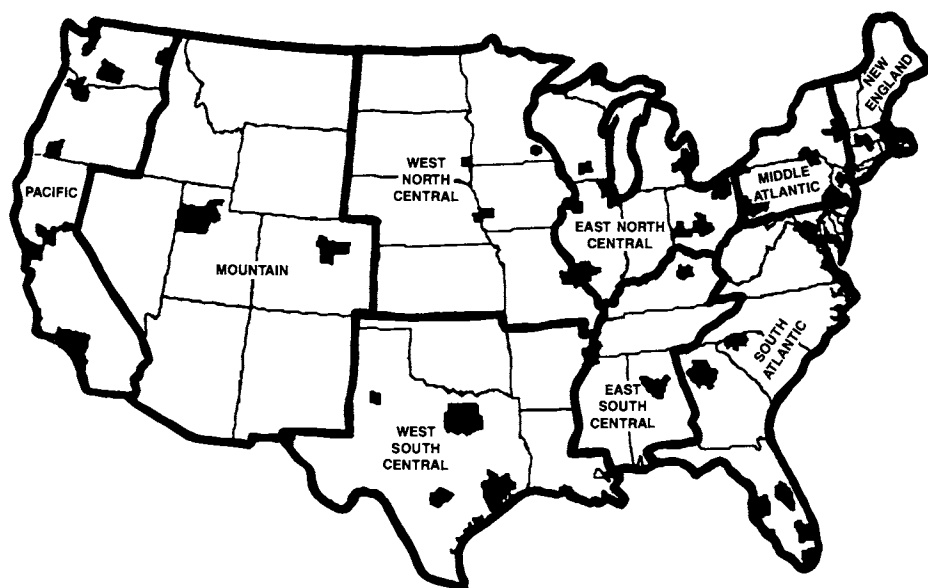 NEW
ENGLAND
WEST
NORTH
CENTRAL
MIDDLE
ATLANTIC
PACIFIC
EAST NORTH
CENTRAL
MOUNTAIN
SOUTH
ATLANTIC
EAST
SOUTH
CENTRAL
WEST
SOUTH
CENTRAL